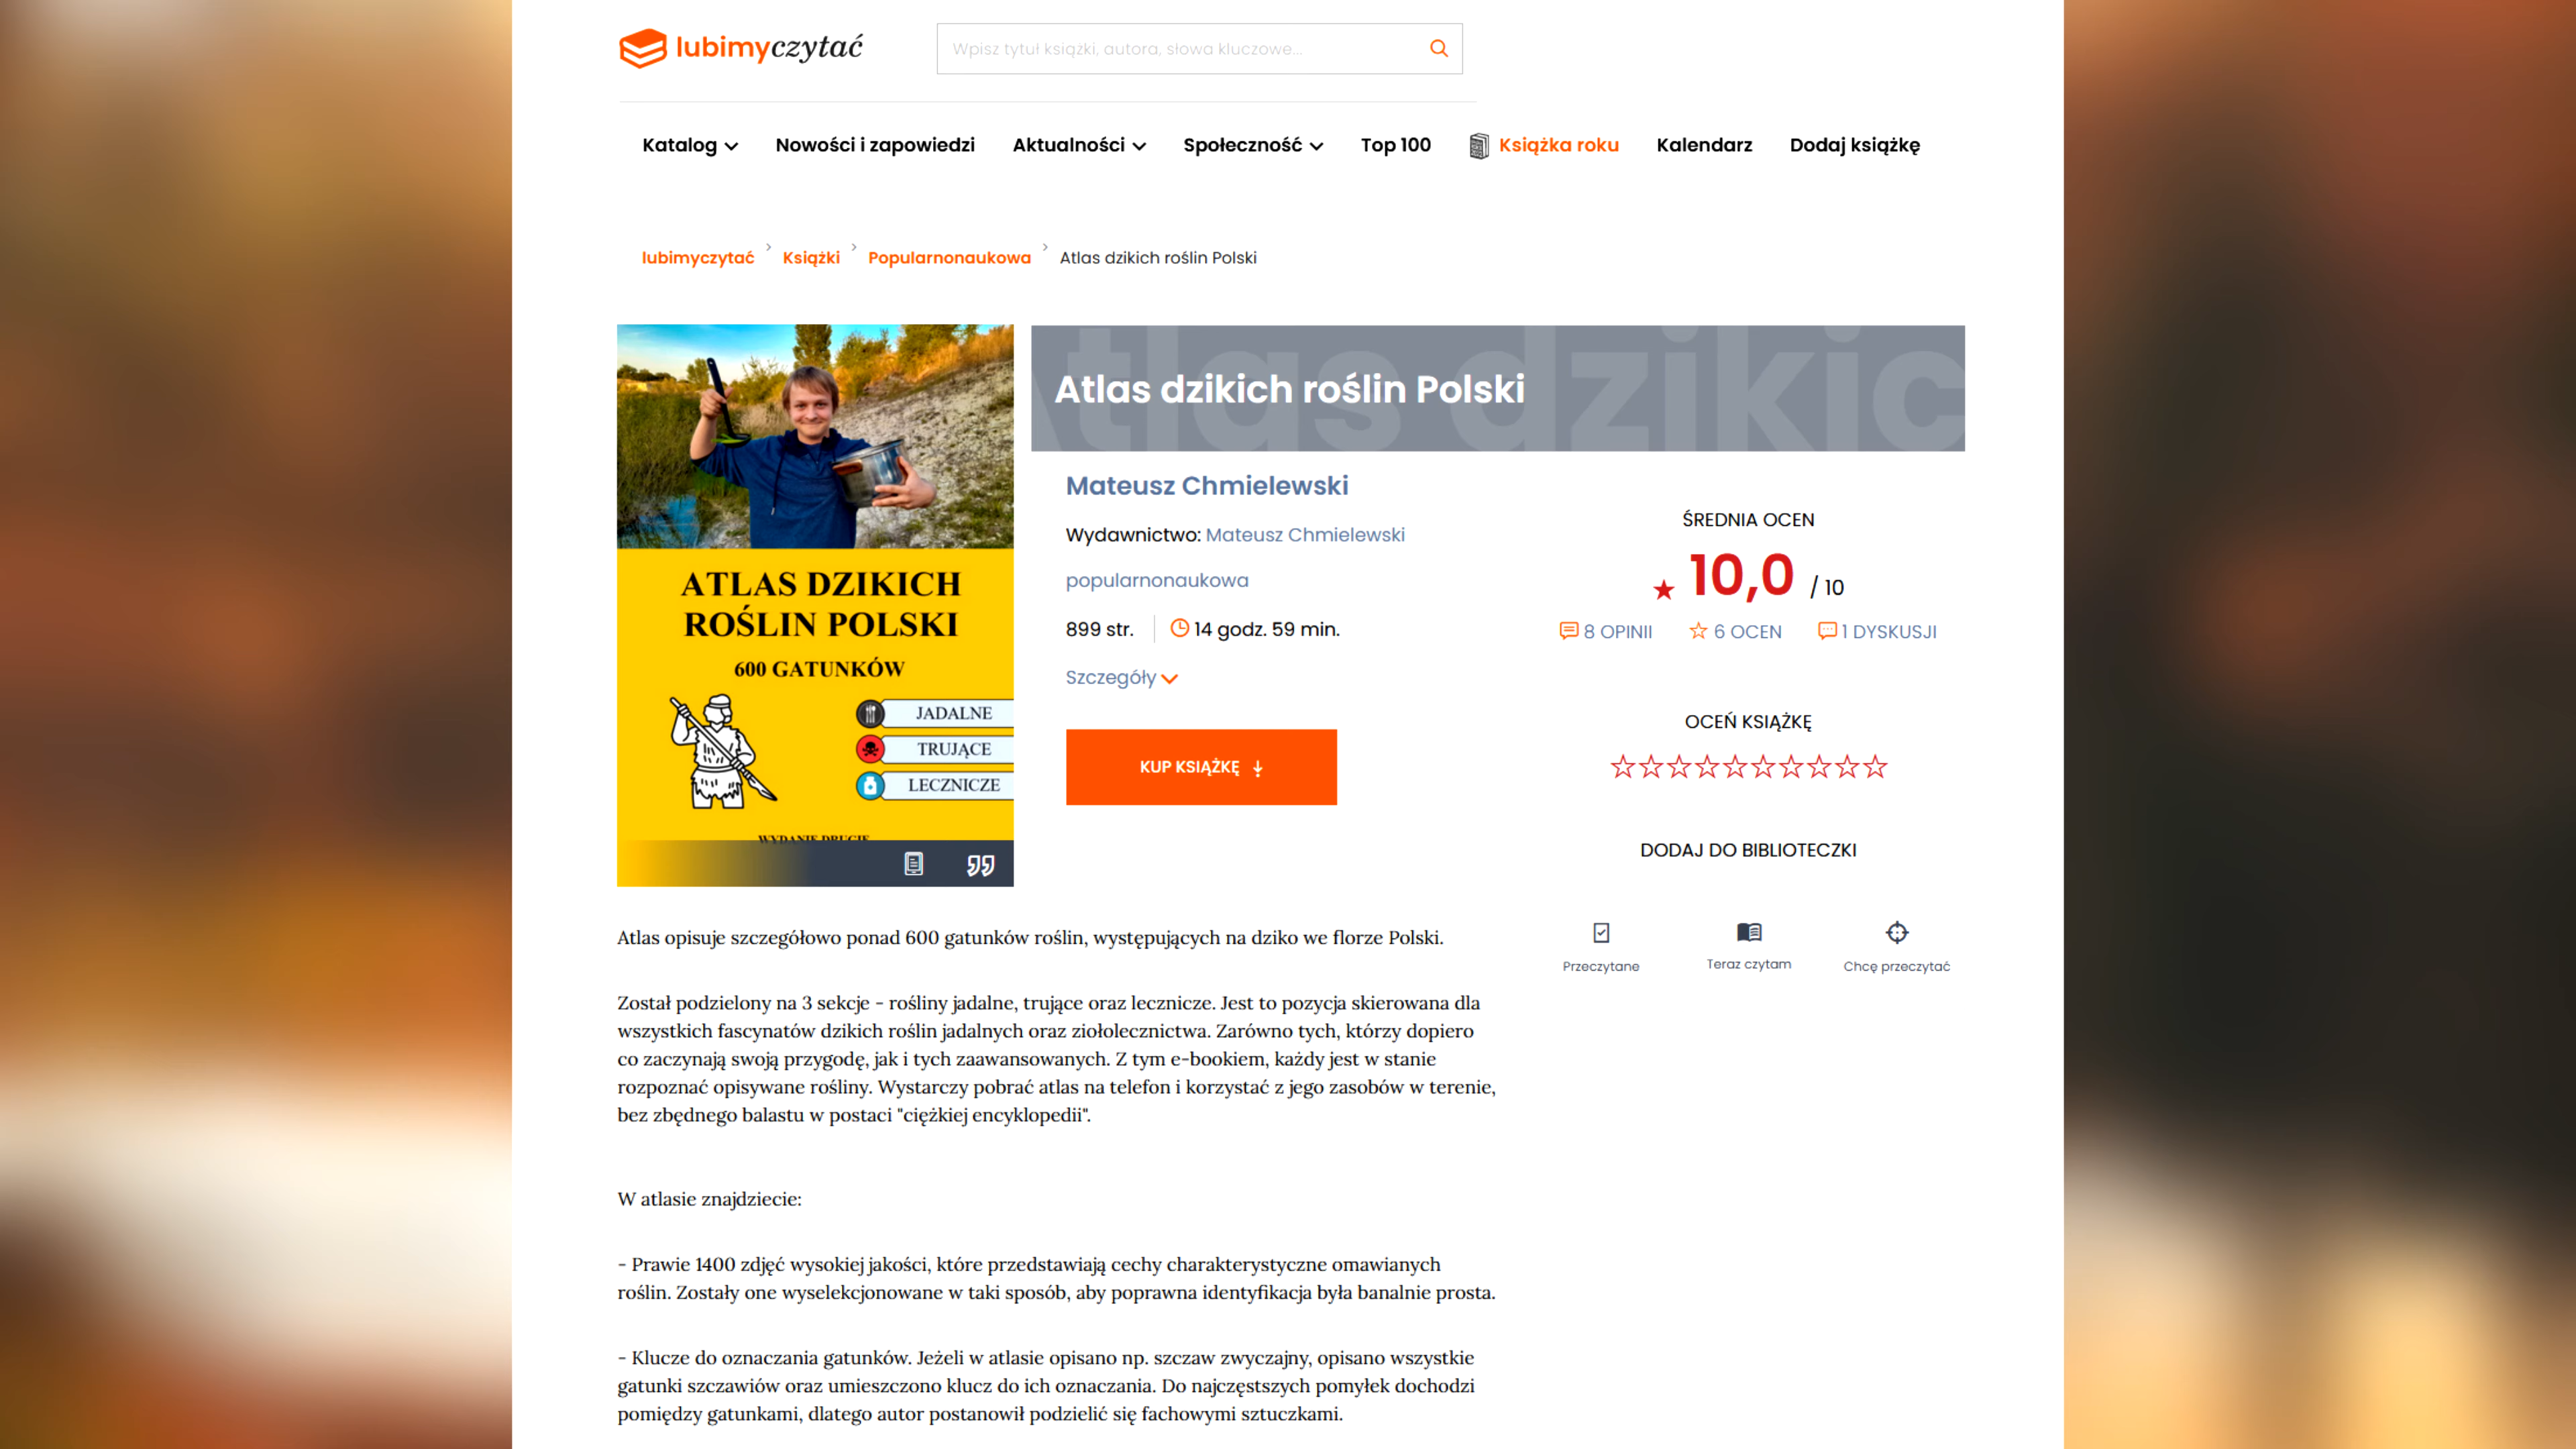 lubimyczytać
Wpisz tytuł książki, autora, słowa kluczowe...
Katalog
Nowości i zapowiedzi
Aktualności
Społeczność
Top 100
Książka roku
Kalendarz
Dodaj książkę
lubimyczytać
Książki
Popularnonaukowa
Atlas dzikich roślin Polski
ATLAS DZIKICH
ROŚLIN POLSKI
600 GATUNKÓW
JADALNE
TRUJĄCE
LECZNICZE
WYDANIE DRUGIE
Atlas dzikic
Atlas dzikich roślin Polski
Mateusz Chmielewski
Wydawnictwo: Mateusz Chmielewski
popularnonaukowa
899 str. 14 godz. 59 min.
Szczegóły
KUP KSIĄŻKĘ
ŚREDNIA OCEN
10,0 / 10
8 OPINII 6 OCEN 1 DYSKUSJI
OCEŃ KSIĄŻKĘ
DODAJ DO BIBLIOTECZKI
Przeczytane
Teraz czytam
Chcę przeczytać
Atlas opisuje szczegółowo ponad 600 gatunków roślin, występujących na dziko we florze Polski.
Został podzielony na 3 sekcje - rośliny jadalne, trujące oraz lecznicze. Jest to pozycja skierowana dla
wszystkich fascynatów dzikich roślin jadalnych oraz ziołolecznictwa. Zarówno tych, którzy dopiero
co zaczynają swoją przygodę, jak i tych zaawansowanych. Z tym e-bookiem, każdy jest w stanie
rozpoznać opisywane rośliny. Wystarczy pobrać atlas na telefon i korzystać z jego zasobów w terenie,
bez zbędnego balastu w postaci "ciężkiej encyklopedii".
W atlasie znajdziecie:
- Prawie 1400 zdjęć wysokiej jakości, które przedstawiają cechy charakterystyczne omawianych
roślin. Zostały one wyselekcjonowane w taki sposób, aby poprawna identyfikacja była banalnie prosta.
- Klucze do oznaczania gatunków. Jeżeli w atlasie opisano np. szczaw zwyczajny, opisano wszystkie
gatunki szczawiów oraz umieszczono klucz do ich oznaczania. Do najczęstszych pomyłek dochodzi
pomiędzy gatunkami, dlatego autor postanowił podzielić się fachowymi sztuczkami.